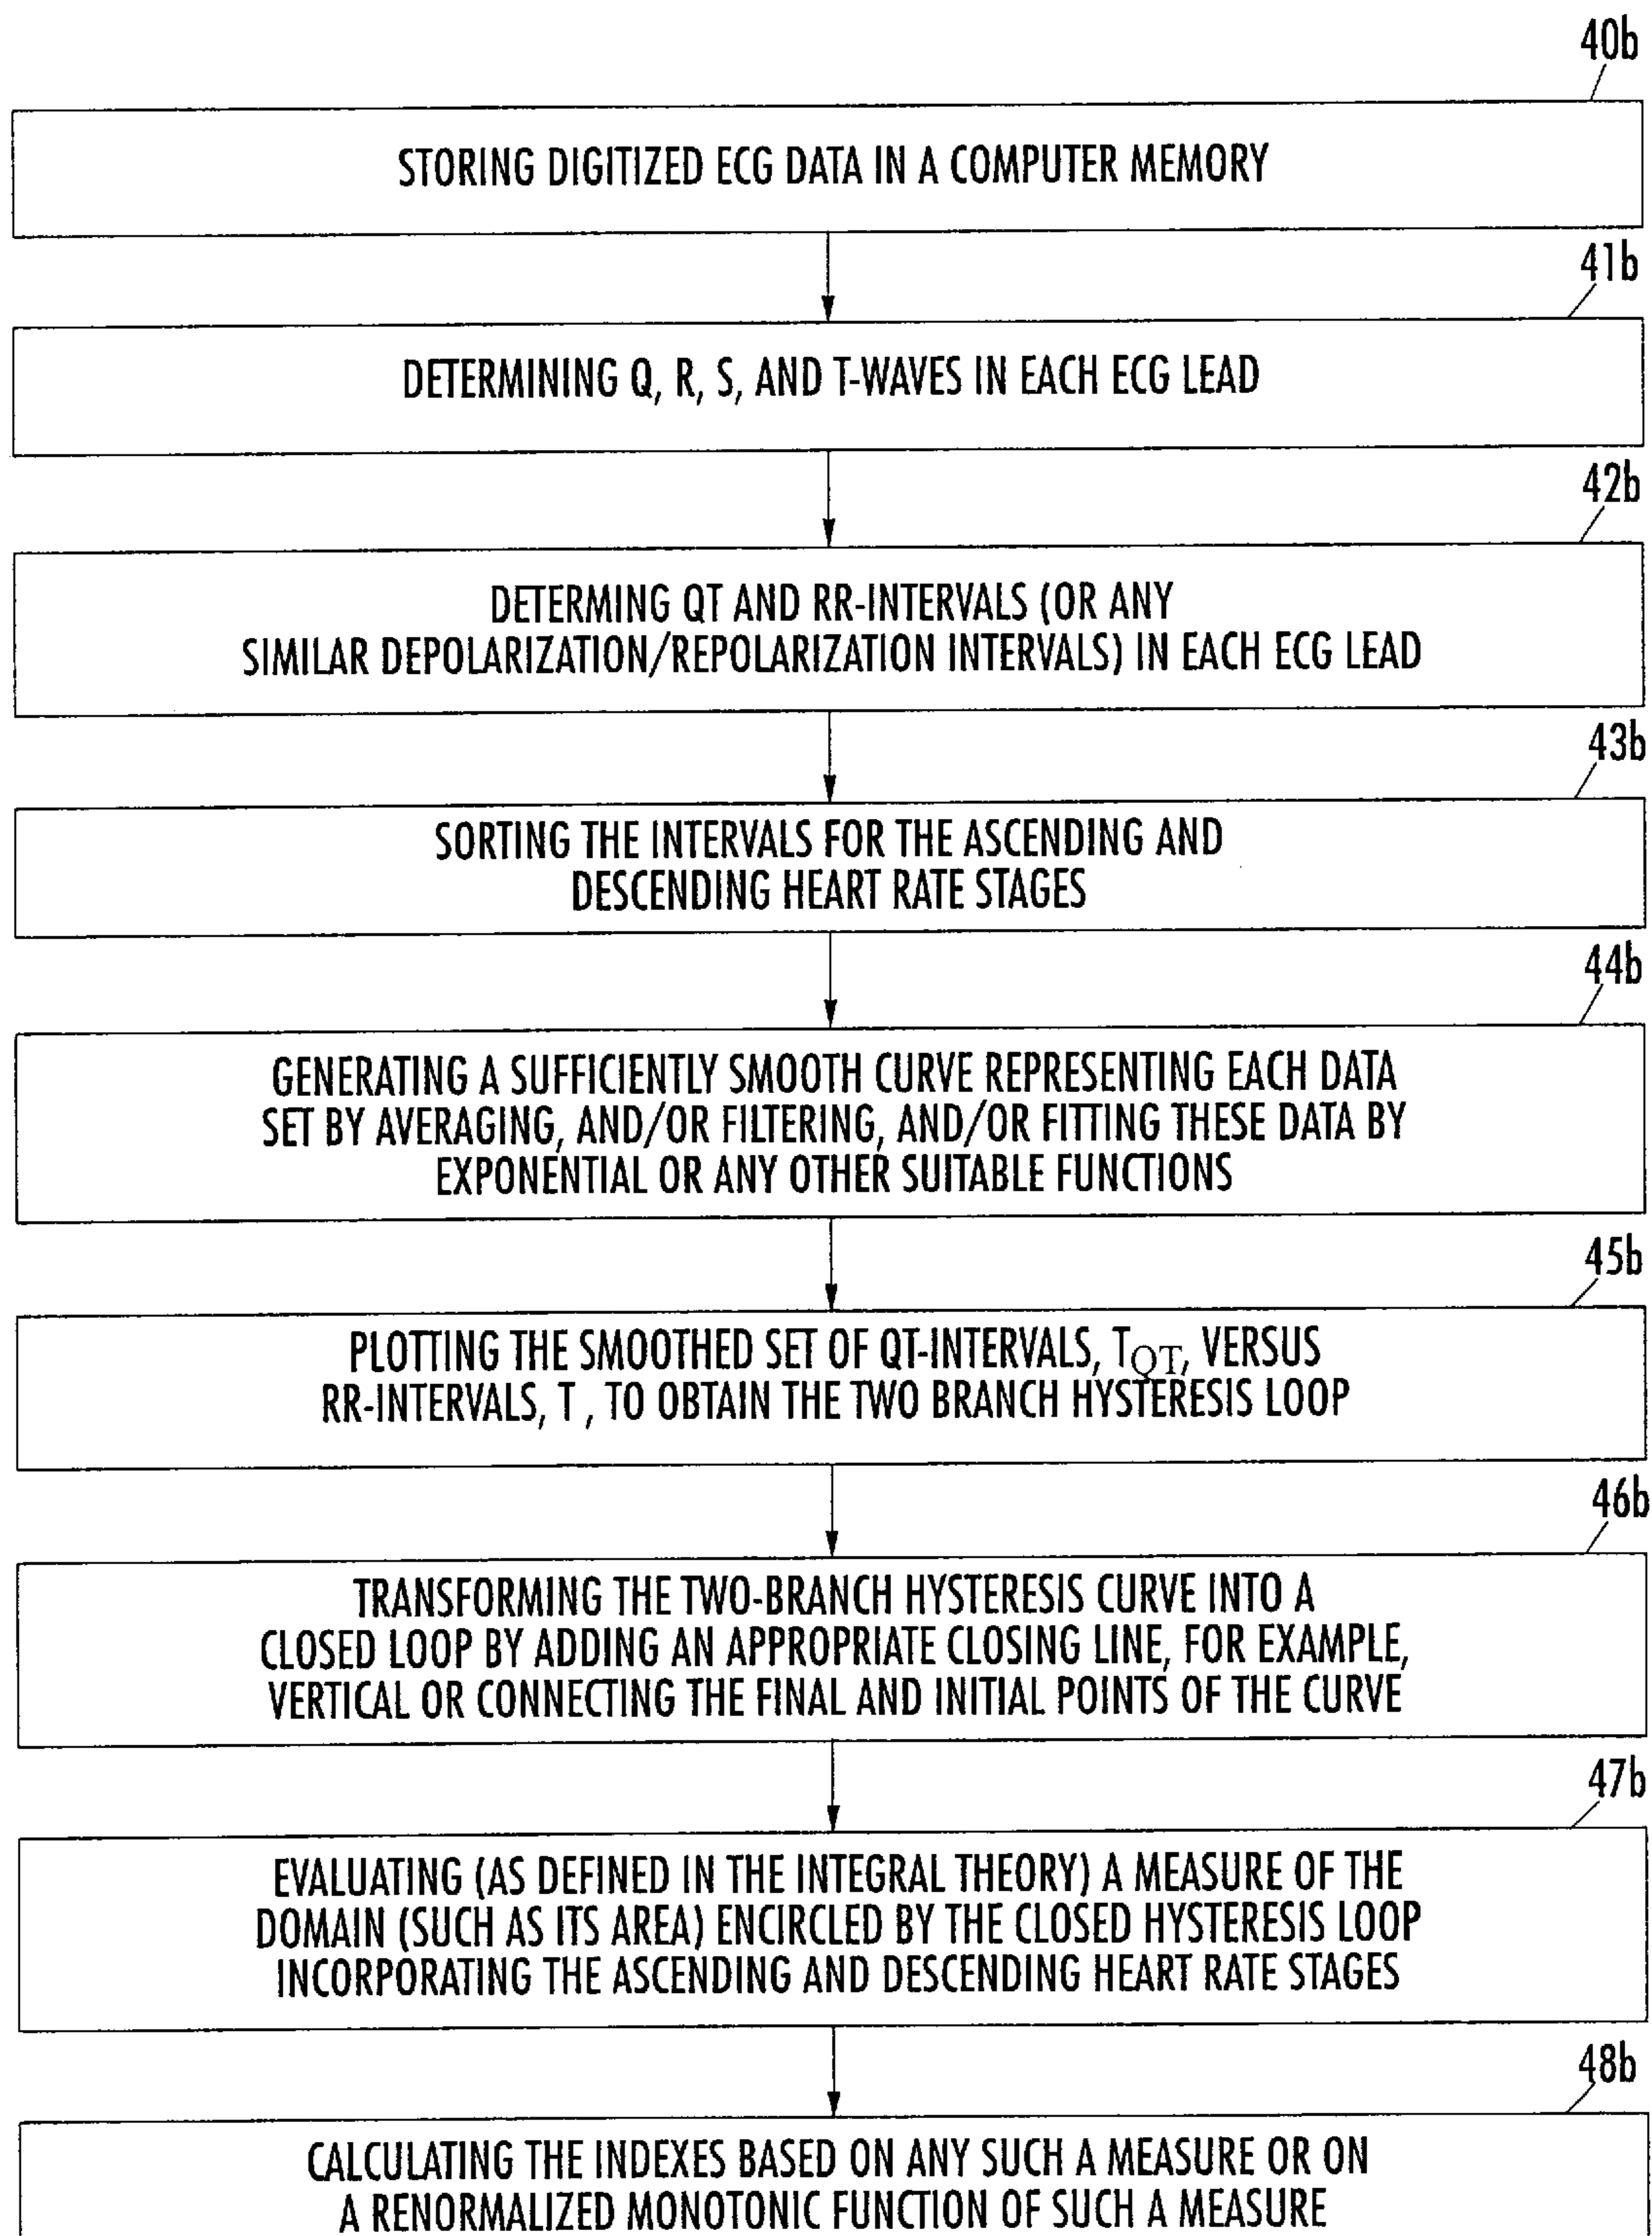 40b
STORING DIGITIZED ECG DATA IN A COMPUTER MEMORY
41b
DETERMINING Q, R, S, AND T-WAVES IN EACH ECG LEAD
42b
DETERMING QT AND RR-INTERVALS (OR ANY
SIMILAR DEPOLARIZATION/REPOLARIZATION INTERVALS) IN EACH ECG LEAD
43b
SORTING THE INTERVALS FOR THE ASCENDING AND
DESCENDING HEART RATE STAGES
44b
GENERATING A SUFFICIENTLY SMOOTH CURVE REPRESENTING EACH DATA
SET BY AVERAGING, AND/OR FILTERING, AND/OR FITTING THESE DATA BY
EXPONENTIAL OR ANY OTHER SUITABLE FUNCTIONS
45b
PLOTTING THE SMOOTHED SET OF QT-INTERVALS, TQT, VERSUS
RR-INTERVALS, T , TO OBTAIN THE TWO BRANCH HYSTERESIS LOOP
46b
TRANSFORMING THE TWO-BRANCH HYSTERESIS CURVE INTO A
CLOSED LOOP BY ADDING AN APPROPRIATE CLOSING LINE, FOR EXAMPLE,
VERTICAL OR CONNECTING THE FINAL AND INITIAL POINTS OF THE CURVE
47b
EVALUATING (AS DEFINED IN THE INTEGRAL THEORY) A MEASURE OF THE
DOMAIN (SUCH AS ITS AREA) ENCIRCLED BY THE CLOSED HYSTERESIS LOOP
INCORPORATING THE ASCENDING AND DESCENDING HEART RATE STAGES
48b
CALCULATING THE INDEXES BASED ON ANY SUCH A MEASURE OR ON
A RENORMALIZED MONOTONIC FUNCTION OF SUCH A MEASURE